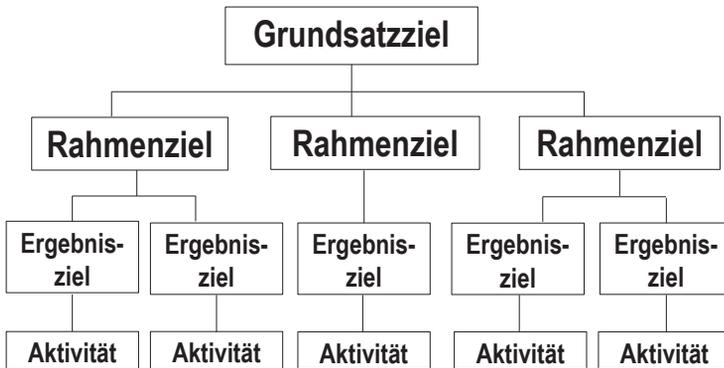 Grundsatzziel
Rahmenziel Rahmenziel Rahmenziel
Ergebnis- Ergebnis- Ergebnis- Ergebnis- Ergebnis-
ziel ziel ziel ziel ziel
Aktivität Aktivität Aktivität Aktivität Aktivität